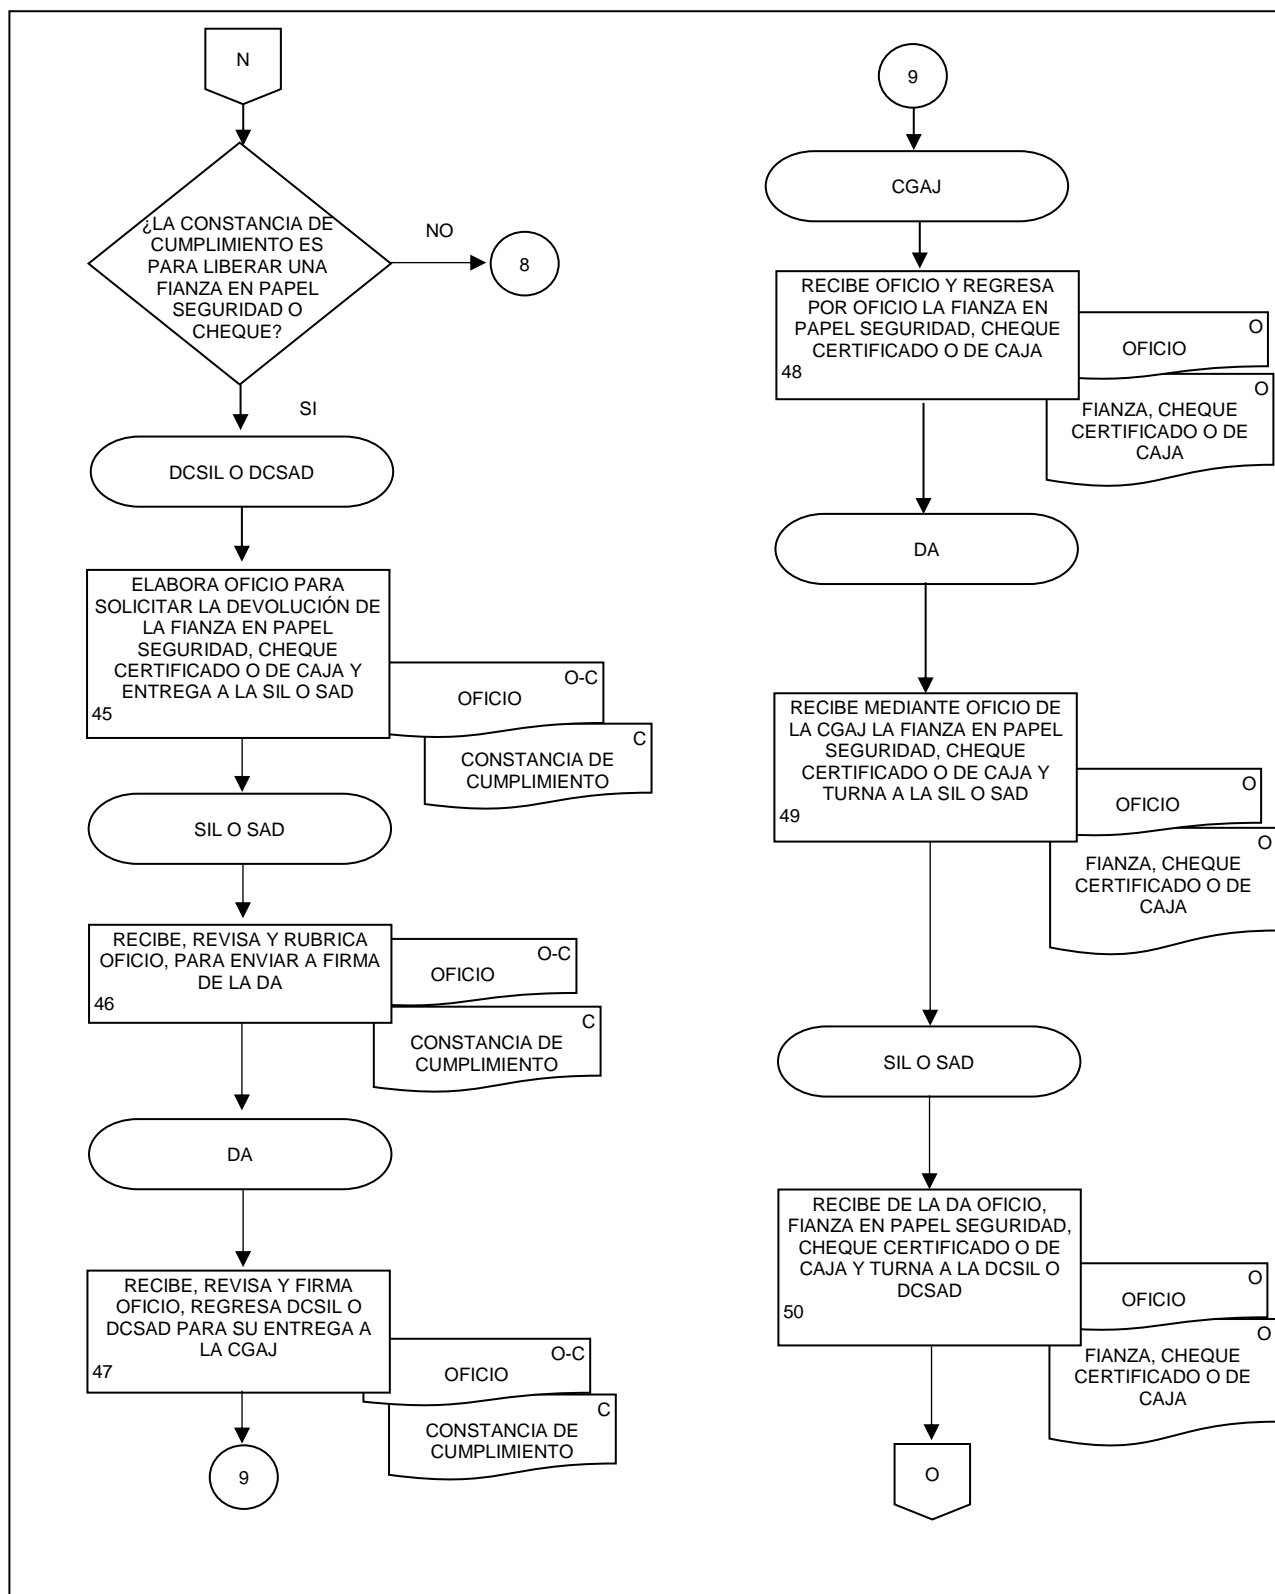 N
¿LA CONSTANCIA DE
CUMPLIMIENTO ES
PARA LIBERAR UNA
FIANZA EN PAPEL
SEGURIDAD O
CHEQUE?
NO
8
SI
DCSIL O DCSAD
ELABORA OFICIO PARA
SOLICITAR LA DEVOLUCIÓN DE
LA FIANZA EN PAPEL
SEGURIDAD, CHEQUE
CERTIFICADO O DE CAJA Y
ENTREGA A LA SIL O SAD
45
O-C
OFICIO
C
CONSTANCIA DE
CUMPLIMIENTO
SIL O SAD
RECIBE, REVISA Y RUBRICA
OFICIO, PARA ENVIAR A FIRMA
DE LA DA
46
O-C
OFICIO
C
CONSTANCIA DE
CUMPLIMIENTO
DA
RECIBE, REVISA Y FIRMA
OFICIO, REGRESA DCSIL O
DCSAD PARA SU ENTREGA A
LA CGAJ
47
O-C
OFICIO
C
CONSTANCIA DE
CUMPLIMIENTO
9
9
CGAJ
RECIBE OFICIO Y REGRESA
POR OFICIO LA FIANZA EN
PAPEL SEGURIDAD, CHEQUE
CERTIFICADO O DE CAJA
48
O
OFICIO
O
FIANZA, CHEQUE
CERTIFICADO O DE
CAJA
DA
RECIBE MEDIANTE OFICIO DE
LA CGAJ LA FIANZA EN PAPEL
SEGURIDAD, CHEQUE
CERTIFICADO O DE CAJA Y
TURNA A LA SIL O SAD
49
O
OFICIO
O
FIANZA, CHEQUE
CERTIFICADO O DE
CAJA
SIL O SAD
RECIBE DE LA DA OFICIO,
FIANZA EN PAPEL SEGURIDAD,
CHEQUE CERTIFICADO O DE
CAJA Y TURNA A LA DCSIL O
DCSAD
50
O
OFICIO
O
FIANZA, CHEQUE
CERTIFICADO O DE
CAJA
O